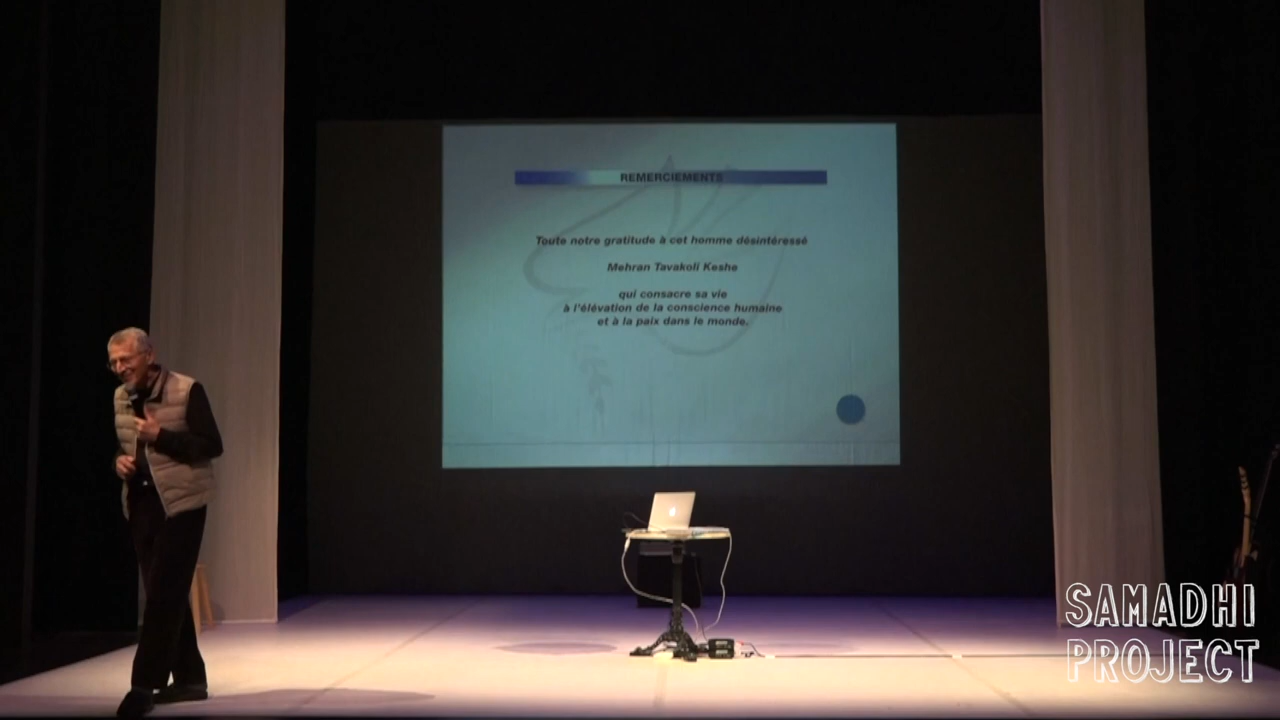 REMERCIEMENTS
Toute notre gratitude à cet homme désintéressé
Mehran Tavakoli Keshe
qui consacre sa vie
à l'élévation de la conscience humaine
et à la paix dans le monde.
SAMADHI
PROJECT